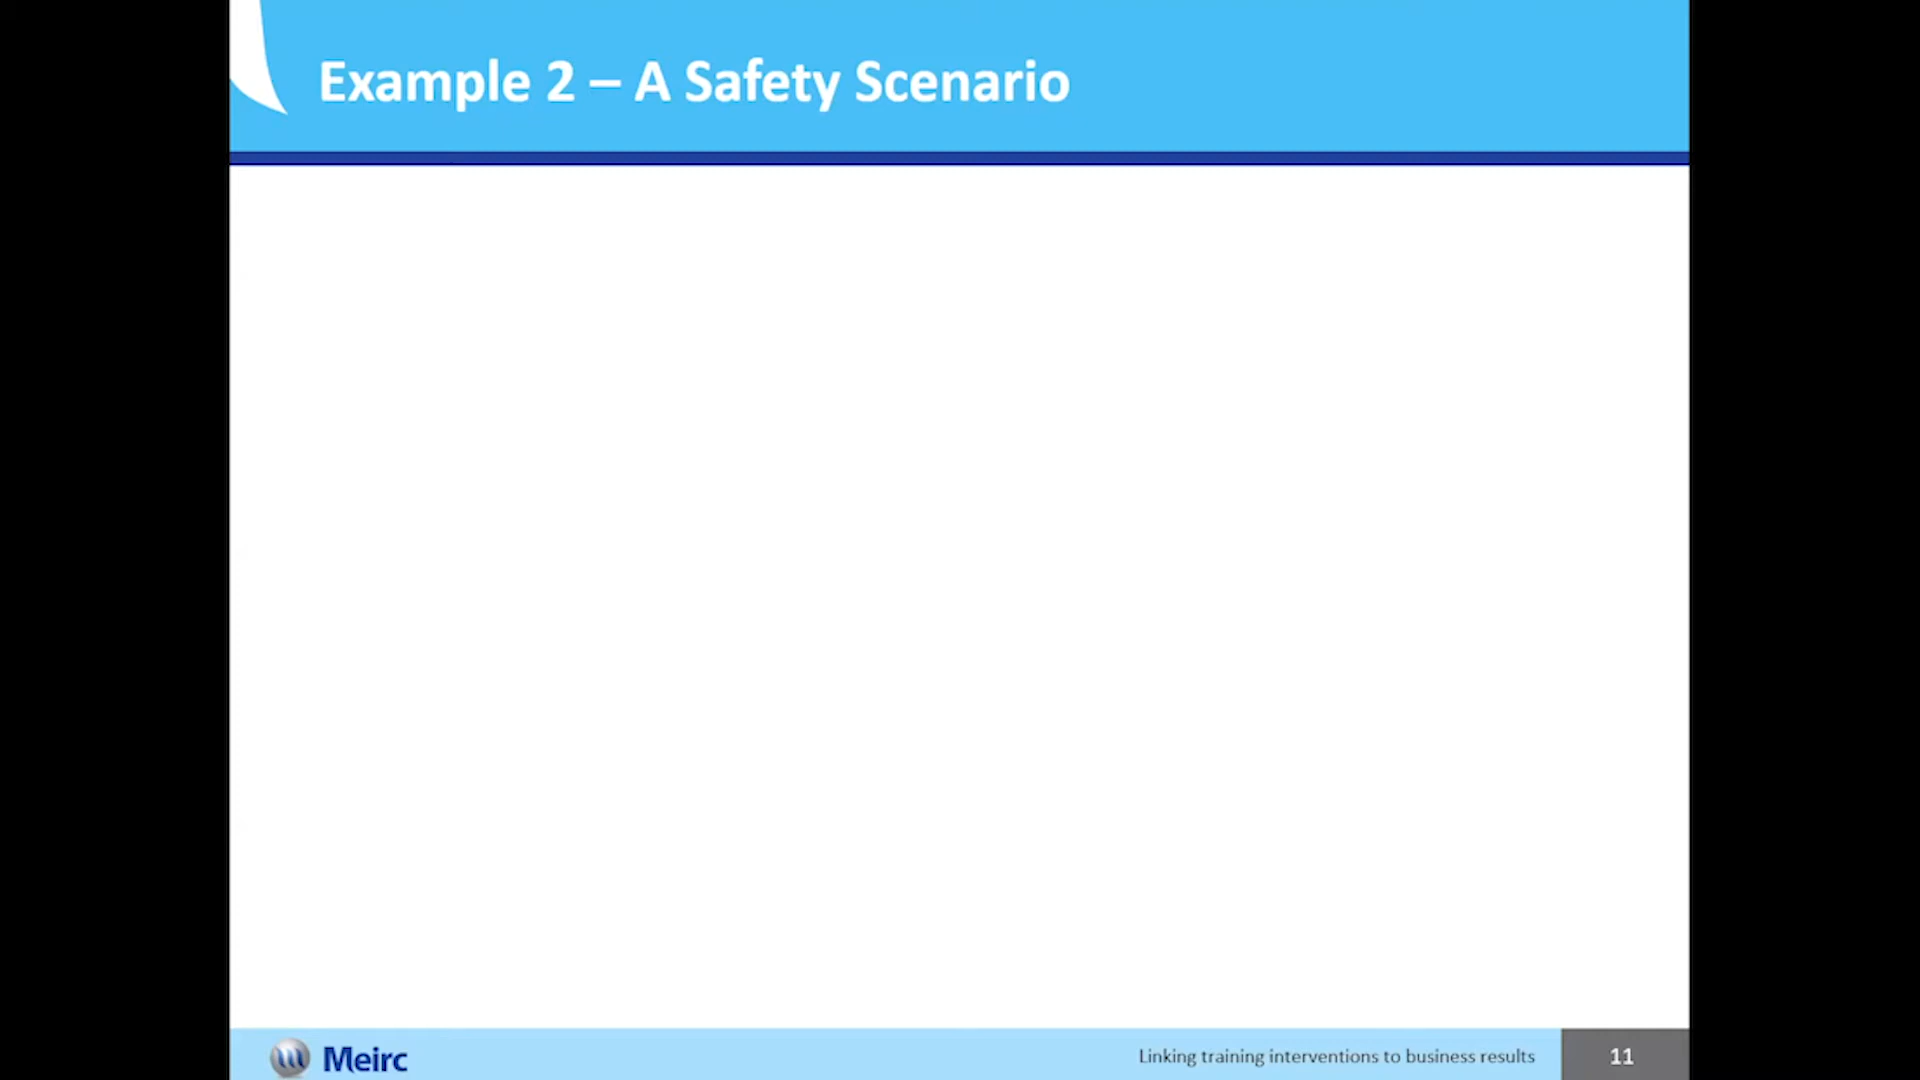 Example 2 – A Safety Scenario
Meirc
Linking training interventions to business results
11